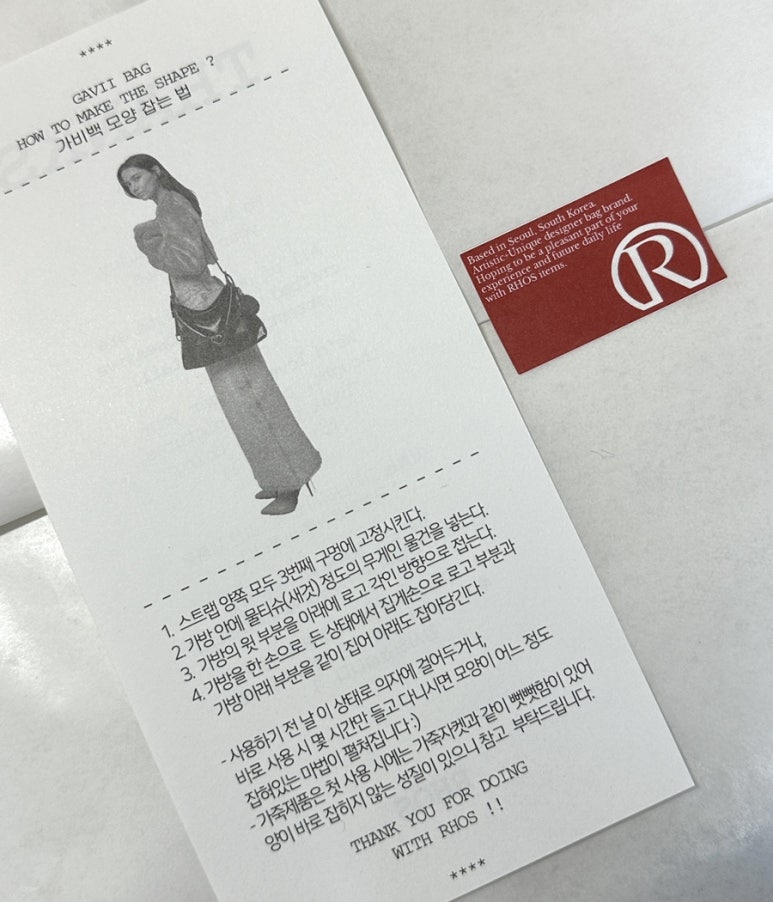 ****
GAVII BAG
HOW TO MAKE THE SHAPE ?
가비백 모양 잡는 법
1. 스트랩 양쪽 모두 3번째 구멍에 고정시킨다.
2. 가방 안에 물티슈(새것) 정도의 무게인 물건을 넣는다.
3. 가방의 윗 부분을 아래에 로고 각인 방향으로 접는다.
4. 가방을 한 손으로 든 상태에서 집게손으로 로고 부분과
가방 아래 부분을 같이 집어 아래도 잡아당긴다.
- 사용하기 전 날 이 상태로 의자에 걸어두거나,
바로 사용 시 몇 시간만 들고 다니시면 모양이 어느 정도
잡혀있는 마법이 펼쳐집니다 :)
- 가죽제품은 첫 사용 시에는 가죽자켓과 같이 뻣뻣함이 있어
양이 바로 잡히지 않는 성질이 있으니 참고 부탁드립니다.
THANK YOU FOR DOING
WITH RHOS !!
****
Based in Seoul, South Korea.
Artistic-Unique designer bag brand.
Hoping to be a pleasant part of your
experience and future daily life
with RHOS items.
R